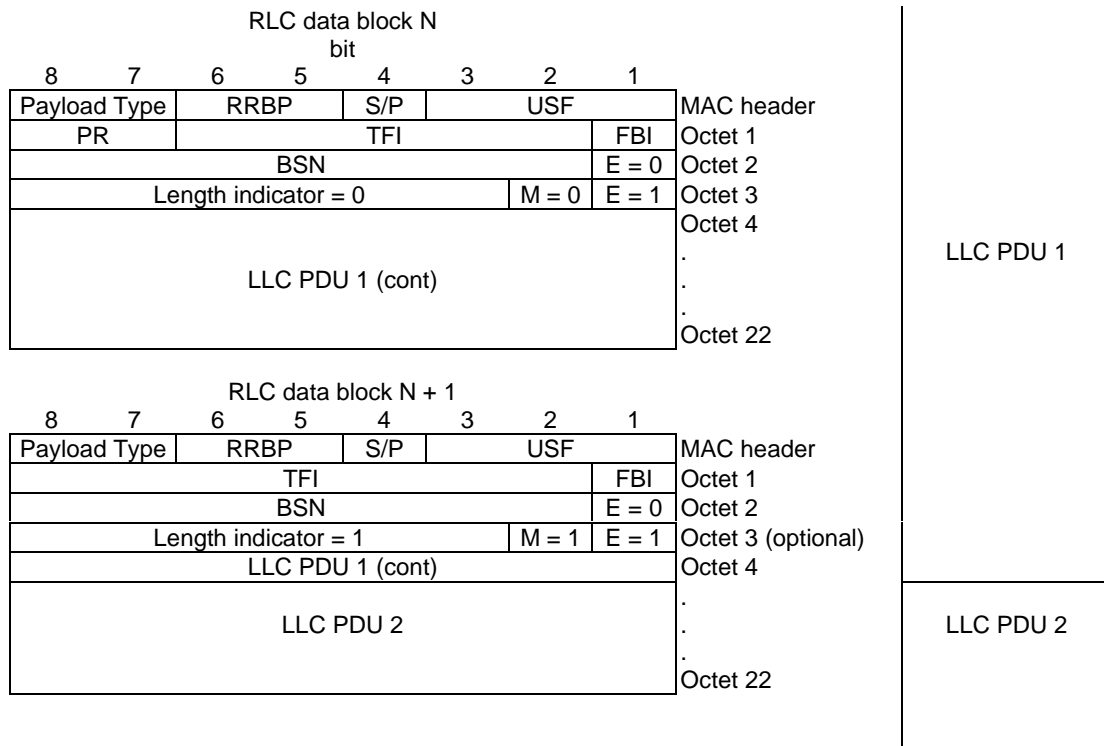 RLC data block N
bit
8 7 6 5 4 3 2 1
Payload Type RRBP S/P USF MAC header
PR TFI FBI Octet 1
BSN E = 0 Octet 2
Length indicator = 0 M = 0 E = 1 Octet 3
Octet 4
LLC PDU 1 (cont) . LLC PDU 1
.
.
Octet 22
RLC data block N + 1
8 7 6 5 4 3 2 1
Payload Type RRBP S/P USF MAC header
TFI FBI Octet 1
BSN E = 0 Octet 2
Length indicator = 1 M = 1 E = 1 Octet 3 (optional)
LLC PDU 1 (cont) Octet 4
.
LLC PDU 2 . LLC PDU 2
.
Octet 22